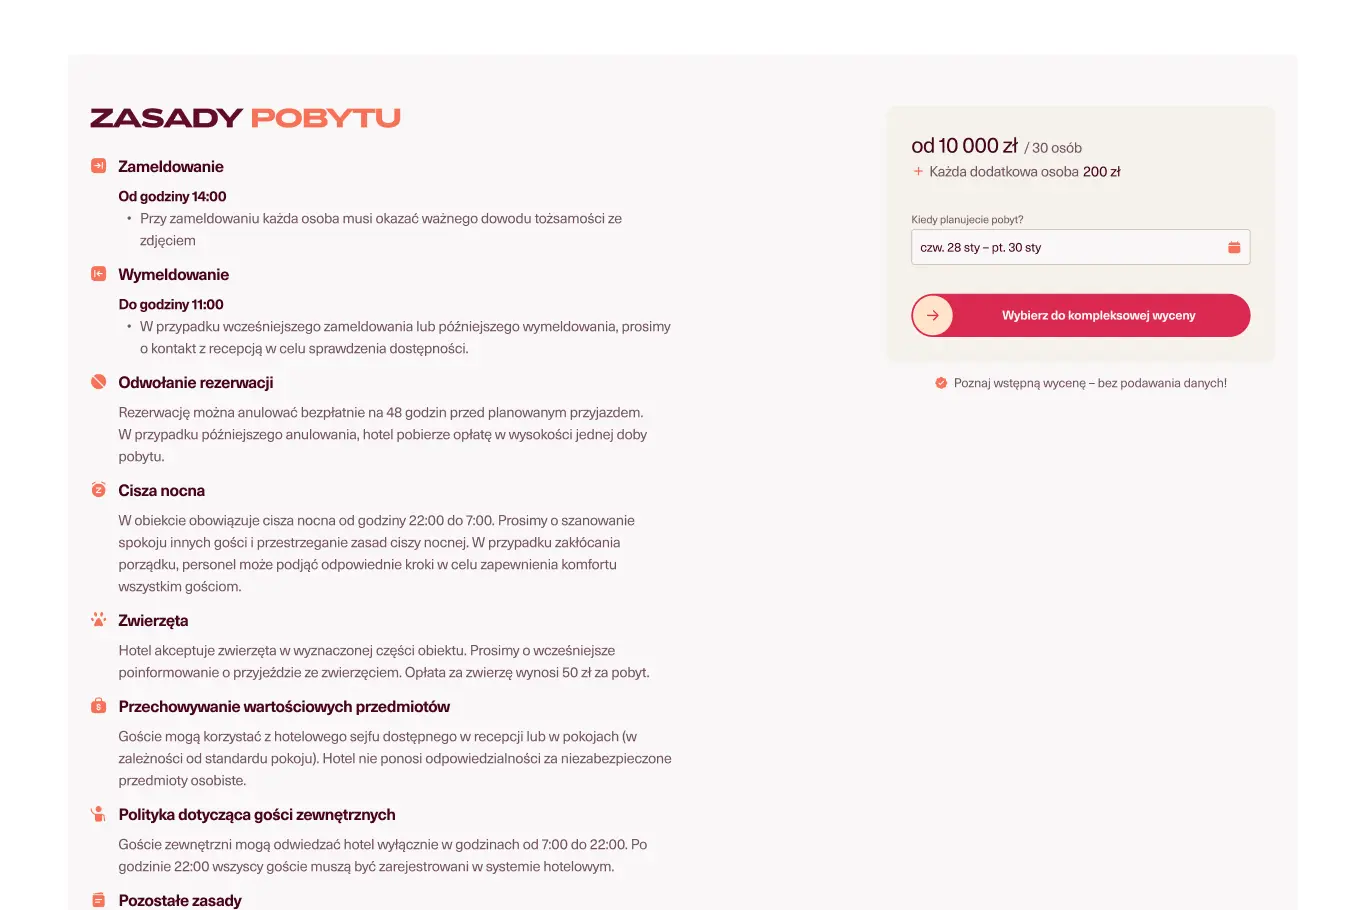 ZASADY POBYTU
Zameldowanie
Od godziny 14:00
• Przy zameldowaniu każda osoba musi okazać ważnego dowodu tożsamości ze
zdjęciem
Wymeldowanie
Do godziny 11:00
• W przypadku wcześniejszego zameldowania lub późniejszego wymeldowania, prosimy
o kontakt z recepcją w celu sprawdzenia dostępności.
Odwołanie rezerwacji
Rezerwację można anulować bezpłatnie na 48 godzin przed planowanym przyjazdem.
W przypadku późniejszego anulowania, hotel pobierze opłatę w wysokości jednej doby
pobytu.
Cisza nocna
W obiekcie obowiązuje cisza nocna od godziny 22:00 do 7:00. Prosimy o szanowanie
spokoju innych gości i przestrzeganie zasad ciszy nocnej. W przypadku zakłócania
porządku, personel może podjąć odpowiednie kroki w celu zapewnienia komfortu
wszystkim gościom.
Zwierzęta
Hotel akceptuje zwierzęta w wyznaczonej części obiektu. Prosimy o wcześniejsze
poinformowanie o przyjeździe ze zwierzęciem. Opłata za zwierzę wynosi 50 zł za pobyt.
Przechowywanie wartościowych przedmiotów
Goście mogą korzystać z hotelowego sejfu dostępnego w recepcji lub w pokojach (w
zależności od standardu pokoju). Hotel nie ponosi odpowiedzialności za niezabezpieczone
przedmioty osobiste.
Polityka dotycząca gości zewnętrznych
Goście zewnętrzni mogą odwiedzać hotel wyłącznie w godzinach od 7:00 do 22:00. Po
godzinie 22:00 wszyscy goście muszą być zarejestrowani w systemie hotelowym.
Pozostałe zasady
od 10 000 zł / 30 osób
+ Każda dodatkowa osoba 200 zł
Kiedy planujecie pobyt?
czw. 28 sty – pt. 30 sty
Wybierz do kompleksowej wyceny
Poznaj wstępną wycenę – bez podawania danych!